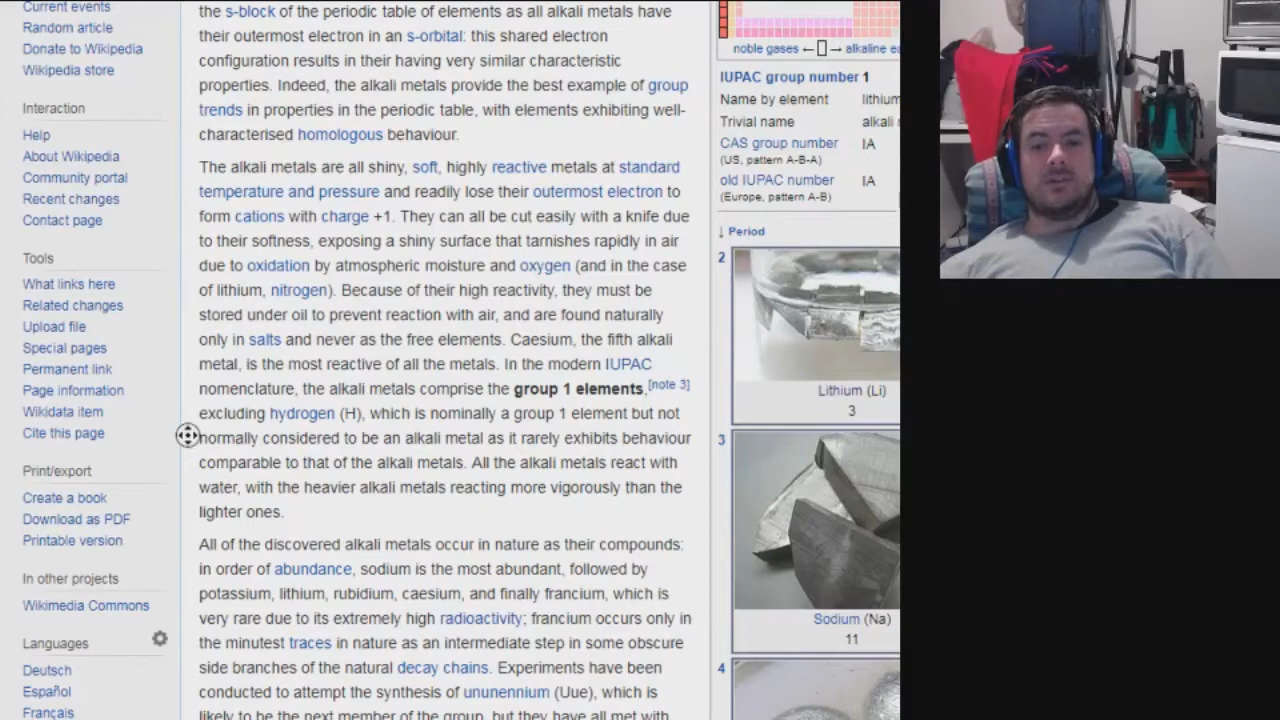 Current events
Random article
Donate to Wikipedia
Wikipedia store
Interaction
Help
About Wikipedia
Community portal
Recent changes
Contact page
Tools
What links here
Related changes
Upload file
Special pages
Permanent link
Page information
Wikidata item
Cite this page
Print/export
Create a book
Download as PDF
Printable version
In other projects
Wikimedia Commons
Languages
Deutsch
Español
Français
the s-block of the periodic table of elements as all alkali metals have
their outermost electron in an s-orbital: this shared electron
configuration results in their having very similar characteristic
properties. Indeed, the alkali metals provide the best example of group
trends in properties in the periodic table, with elements exhibiting well-
characterised homologous behaviour.
The alkali metals are all shiny, soft, highly reactive metals at standard
temperature and pressure and readily lose their outermost electron to
form cations with charge +1. They can all be cut easily with a knife due
to their softness, exposing a shiny surface that tarnishes rapidly in air
due to oxidation by atmospheric moisture and oxygen (and in the case
of lithium, nitrogen). Because of their high reactivity, they must be
stored under oil to prevent reaction with air, and are found naturally
only in salts and never as the free elements. Caesium, the fifth alkali
metal, is the most reactive of all the metals. In the modern IUPAC
nomenclature, the alkali metals comprise the group 1 elements,[note 3]
excluding hydrogen (H), which is nominally a group 1 element but not
normally considered to be an alkali metal as it rarely exhibits behaviour
comparable to that of the alkali metals. All the alkali metals react with
water, with the heavier alkali metals reacting more vigorously than the
lighter ones.
All of the discovered alkali metals occur in nature as their compounds:
in order of abundance, sodium is the most abundant, followed by
potassium, lithium, rubidium, caesium, and finally francium, which is
very rare due to its extremely high radioactivity; francium occurs only in
the minutest traces in nature as an intermediate step in some obscure
side branches of the natural decay chains. Experiments have been
conducted to attempt the synthesis of ununennium (Uue), which is
likely to be the next member of the group, but they have all met with
noble gases ← → alkaline ea
IUPAC group number 1
Name by element lithium
Trivial name alkali
CAS group number IA
(US, pattern A-B-A)
old IUPAC number IA
(Europe, pattern A-B)
↓ Period
2
Lithium (Li)
3
3
Sodium (Na)
11
4